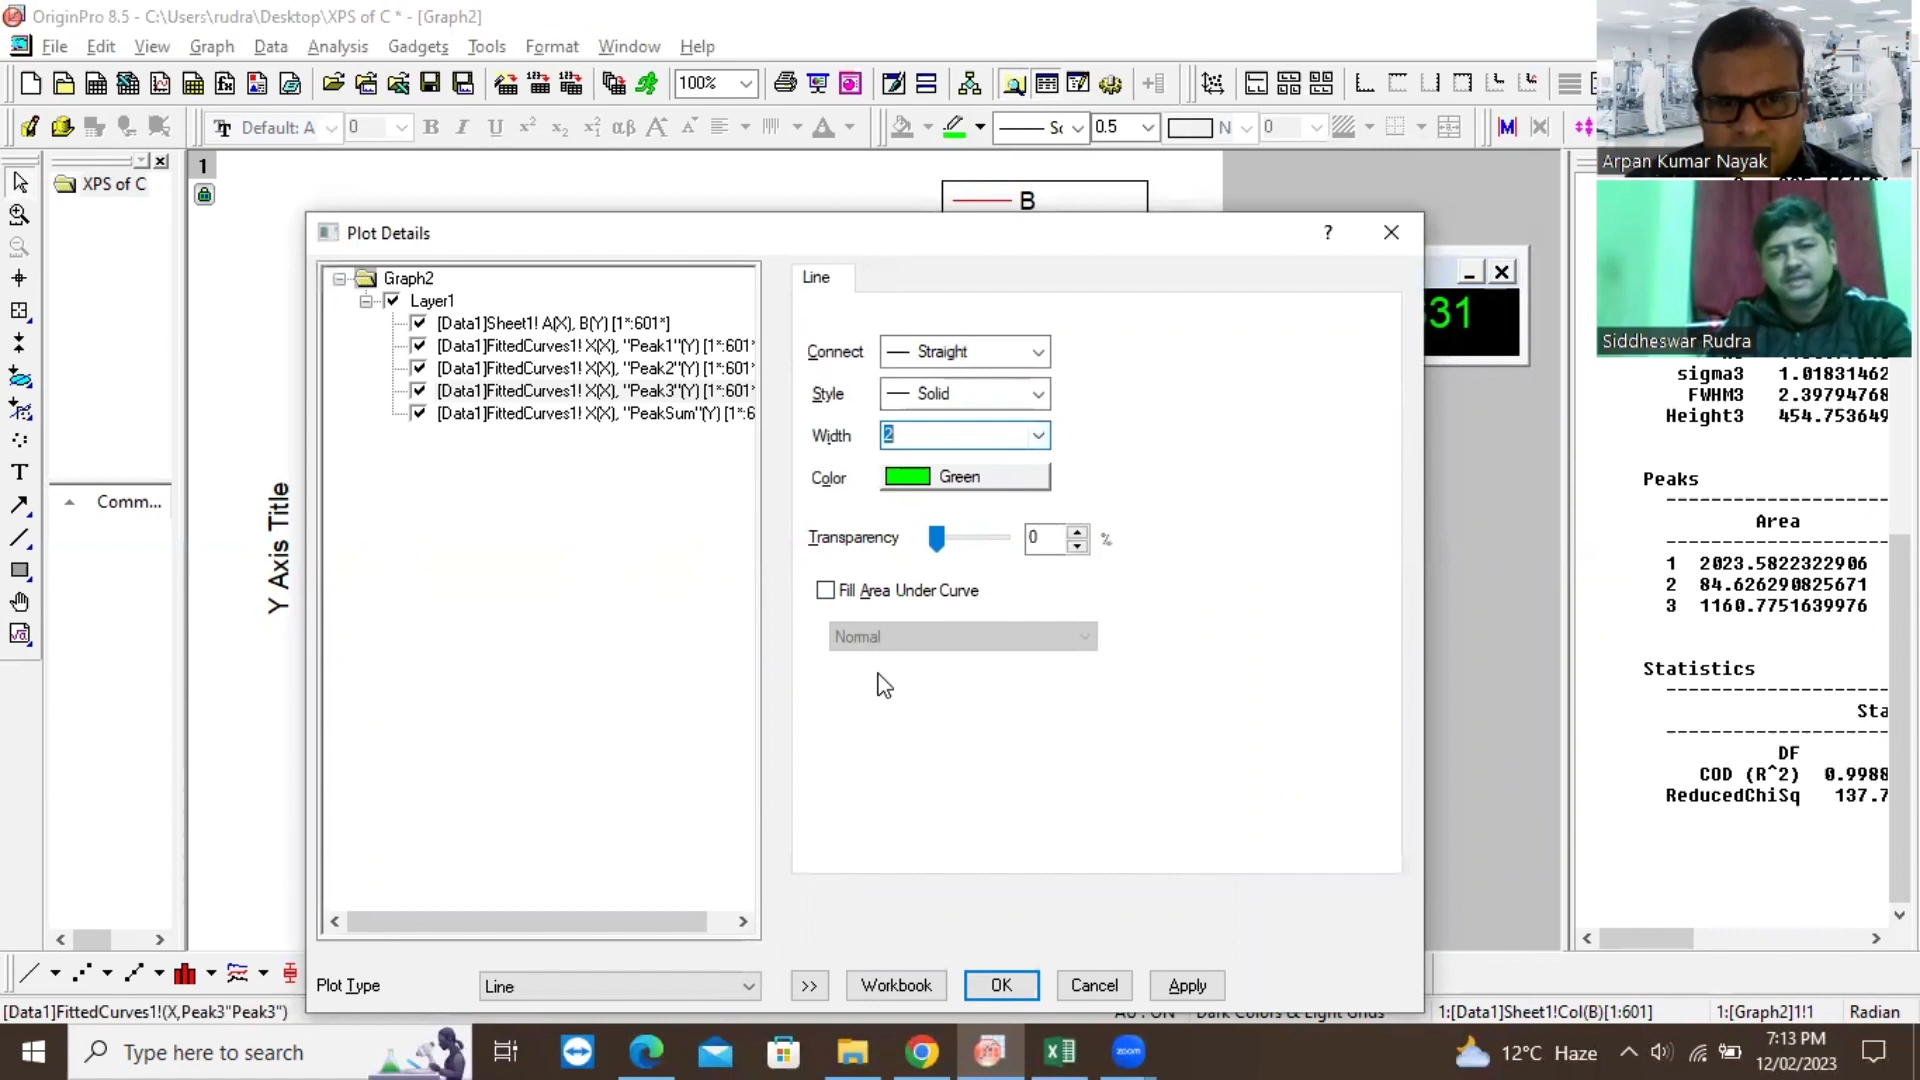 OriginPro 8.5 - C:\Users\rudra\Desktop\XPS of C * - [Graph2]
File Edit View Graph Data Analysis Gadgets Tools Format Window Help
100%
Default: A 0 B I U 0.5 N 0
XPS of C
1
B
Arpan Kumar Nayak
Siddheswar Rudra
Plot Details
? 
Graph2
Layer1
[Data1]Sheet1! A(X), B(Y) [1*:601*]
[Data1]FittedCurves1! X(X), "Peak1"(Y) [1*:601*
[Data1]FittedCurves1! X(X), "Peak2"(Y) [1*:601*
[Data1]FittedCurves1! X(X), "Peak3"(Y) [1*:601*
[Data1]FittedCurves1! X(X), "PeakSum"(Y) [1*:6
Line
Connect Straight
Style Solid
Width 2
Color Green
Transparency 0 %
Fill Area Under Curve
Normal
Comm...
Y Axis Title
31
sigma3 1.01831462
FWHM3 2.39794768
Height3 454.753649
Peaks
Area
1 2023.5822322906
2 84.626290825671
3 1160.7751639976
Statistics
Sta
DF
COD (R^2) 0.9988
ReducedChiSq 137.7
Plot Type Line >> Workbook OK Cancel Apply
[Data1]FittedCurves1!(X,Peak3"Peak3") AU : ON Dark Colors & Light Grids 1:[Data1]Sheet1!Col(B)[1:601] 1:[Graph2]1!1 Radian
Type here to search
zoom
12°C Haze
7:13 PM
12/02/2023